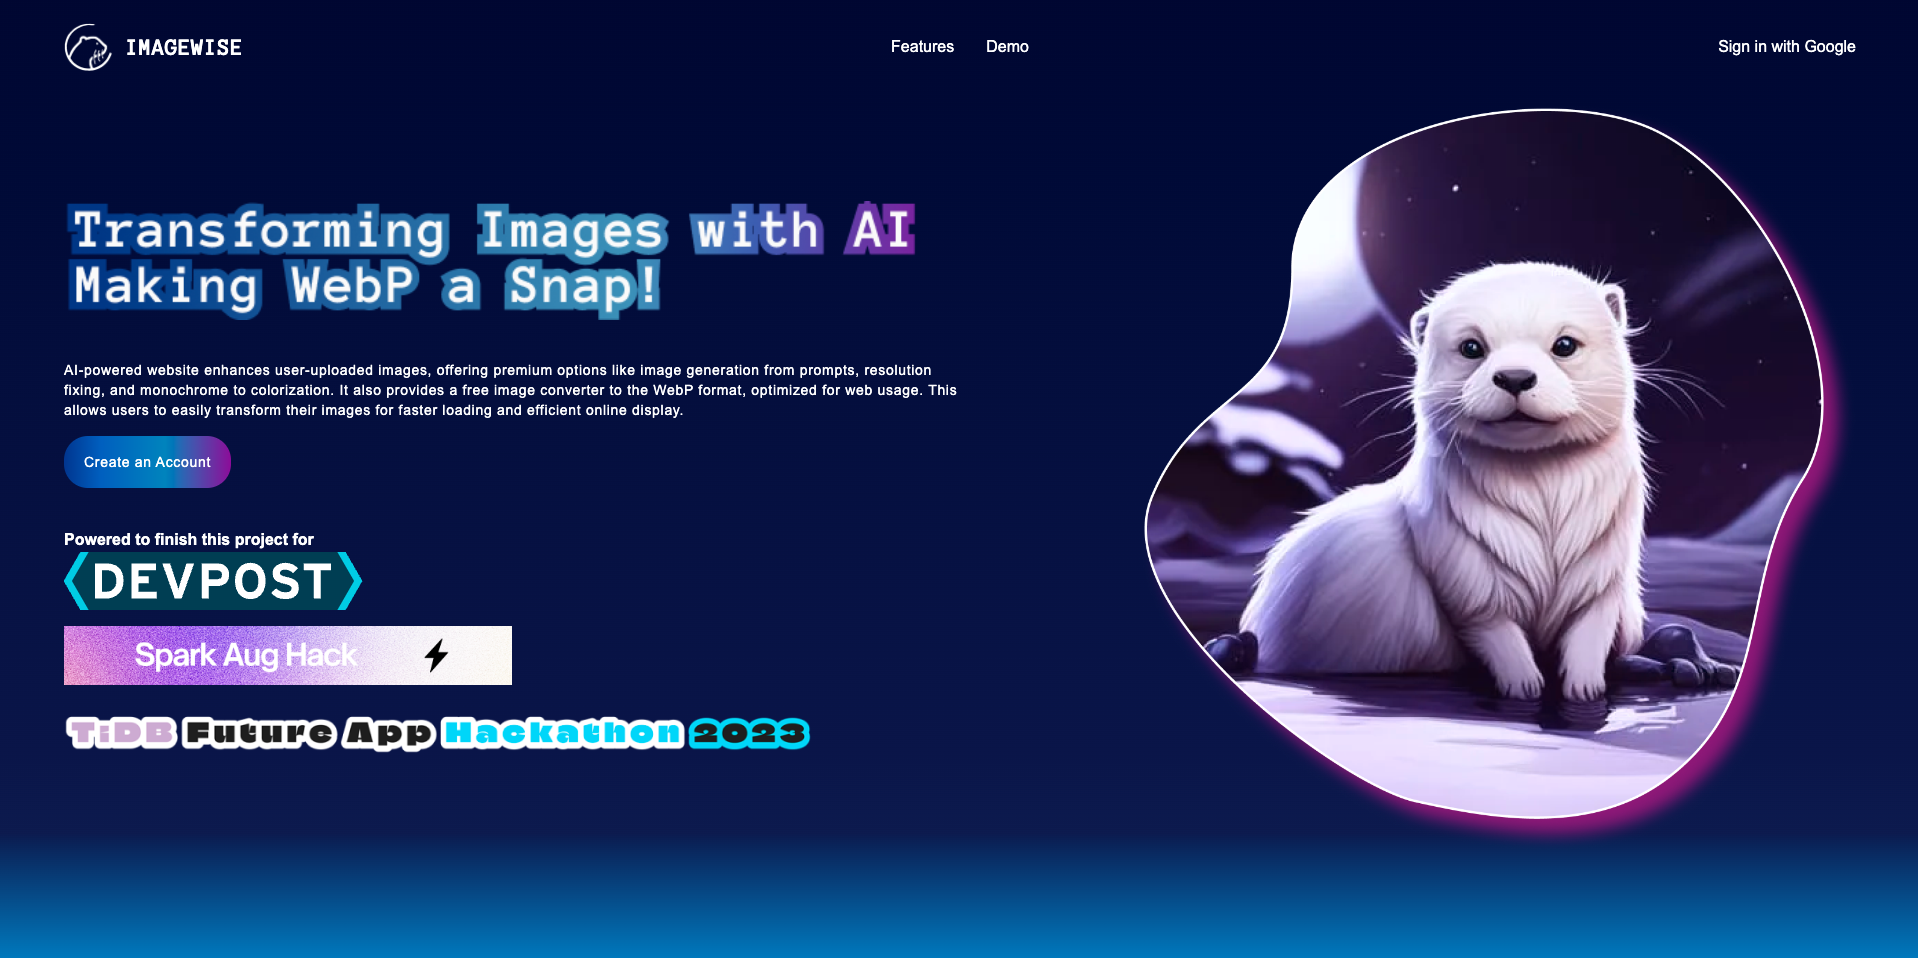 IMAGEWISE
Features
Demo
Sign in with Google
Transforming Images with AI
Making WebP a Snap!
AI-powered website enhances user-uploaded images, offering premium options like image generation from prompts, resolution
fixing, and monochrome to colorization. It also provides a free image converter to the WebP format, optimized for web usage. This
allows users to easily transform their images for faster loading and efficient online display.
Create an Account
Powered to finish this project for
DEVPOST
Spark Aug Hack
TiDB Future App Hackathon 2023